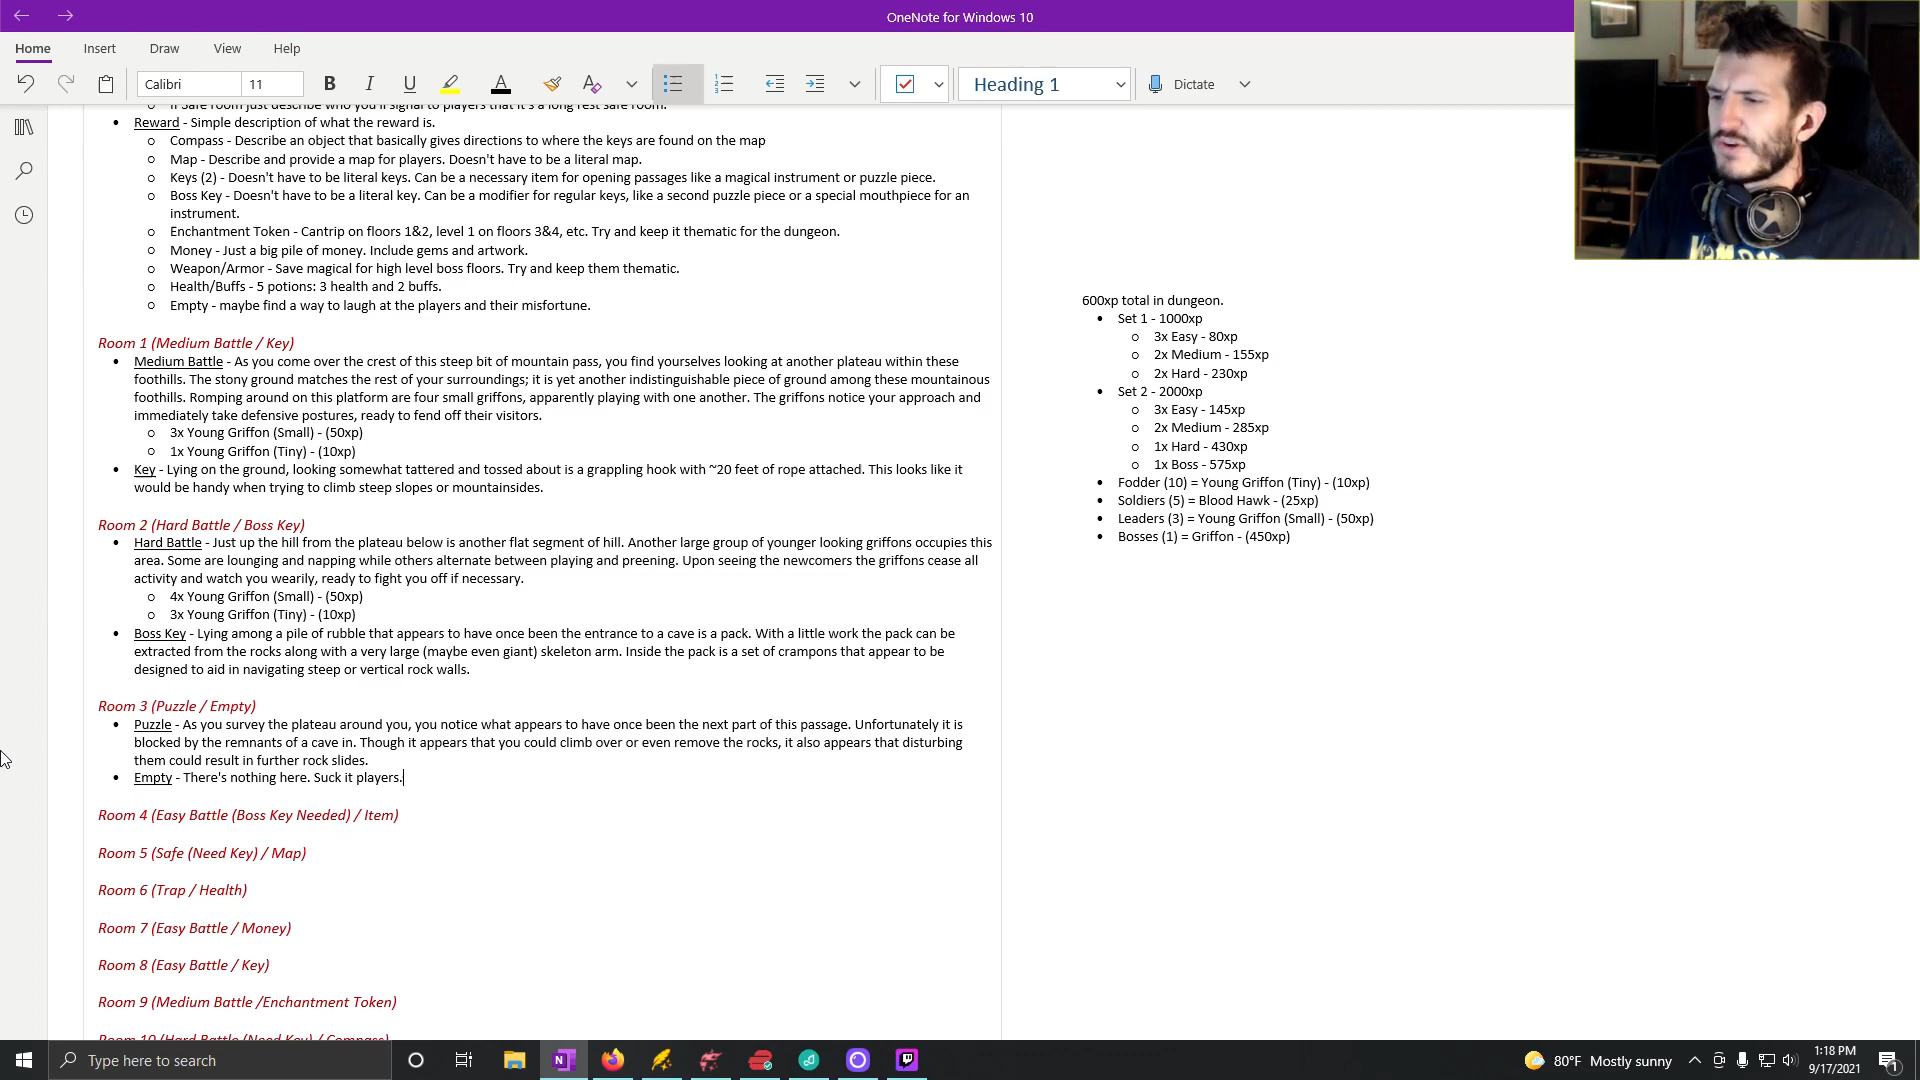 OneNote for Windows 10
Home Insert Draw View Help
Calibri 11 B I U A A Heading 1 Dictate
o If Safe room just describe who you'll signal to players that it's a long rest safe room.
• Reward - Simple description of what the reward is.
o Compass - Describe an object that basically gives directions to where the keys are found on the map
o Map - Describe and provide a map for players. Doesn't have to be a literal map.
o Keys (2) - Doesn't have to be literal keys. Can be a necessary item for opening passages like a magical instrument or puzzle piece.
o Boss Key - Doesn't have to be a literal key. Can be a modifier for regular keys, like a second puzzle piece or a special mouthpiece for an
instrument.
o Enchantment Token - Cantrip on floors 1&2, level 1 on floors 3&4, etc. Try and keep it thematic for the dungeon.
o Money - Just a big pile of money. Include gems and artwork.
o Weapon/Armor - Save magical for high level boss floors. Try and keep them thematic.
o Health/Buffs - 5 potions: 3 health and 2 buffs.
o Empty - maybe find a way to laugh at the players and their misfortune.
Room 1 (Medium Battle / Key)
• Medium Battle - As you come over the crest of this steep bit of mountain pass, you find yourselves looking at another plateau within these
foothills. The stony ground matches the rest of your surroundings; it is yet another indistinguishable piece of ground among these mountainous
foothills. Romping around on this platform are four small griffons, apparently playing with one another. The griffons notice your approach and
immediately take defensive postures, ready to fend off their visitors.
o 3x Young Griffon (Small) - (50xp)
o 1x Young Griffon (Tiny) - (10xp)
• Key - Lying on the ground, looking somewhat tattered and tossed about is a grappling hook with ~20 feet of rope attached. This looks like it
would be handy when trying to climb steep slopes or mountainsides.
Room 2 (Hard Battle / Boss Key)
• Hard Battle - Just up the hill from the plateau below is another flat segment of hill. Another large group of younger looking griffons occupies this
area. Some are lounging and napping while others alternate between playing and preening. Upon seeing the newcomers the griffons cease all
activity and watch you wearily, ready to fight you off if necessary.
o 4x Young Griffon (Small) - (50xp)
o 3x Young Griffon (Tiny) - (10xp)
• Boss Key - Lying among a pile of rubble that appears to have once been the entrance to a cave is a pack. With a little work the pack can be
extracted from the rocks along with a very large (maybe even giant) skeleton arm. Inside the pack is a set of crampons that appear to be
designed to aid in navigating steep or vertical rock walls.
Room 3 (Puzzle / Empty)
• Puzzle - As you survey the plateau around you, you notice what appears to have once been the next part of this passage. Unfortunately it is
blocked by the remnants of a cave in. Though it appears that you could climb over or even remove the rocks, it also appears that disturbing
them could result in further rock slides.
• Empty - There's nothing here. Suck it players.
Room 4 (Easy Battle (Boss Key Needed) / Item)
Room 5 (Safe (Need Key) / Map)
Room 6 (Trap / Health)
Room 7 (Easy Battle / Money)
Room 8 (Easy Battle / Key)
Room 9 (Medium Battle /Enchantment Token)
Room 10 (Hard Battle (Need Key) / Compass)
600xp total in dungeon.
• Set 1 - 1000xp
o 3x Easy - 80xp
o 2x Medium - 155xp
o 2x Hard - 230xp
• Set 2 - 2000xp
o 3x Easy - 145xp
o 2x Medium - 285xp
o 1x Hard - 430xp
o 1x Boss - 575xp
• Fodder (10) = Young Griffon (Tiny) - (10xp)
• Soldiers (5) = Blood Hawk - (25xp)
• Leaders (3) = Young Griffon (Small) - (50xp)
• Bosses (1) = Griffon - (450xp)
Type here to search
80°F Mostly sunny
1:18 PM
9/17/2021
1